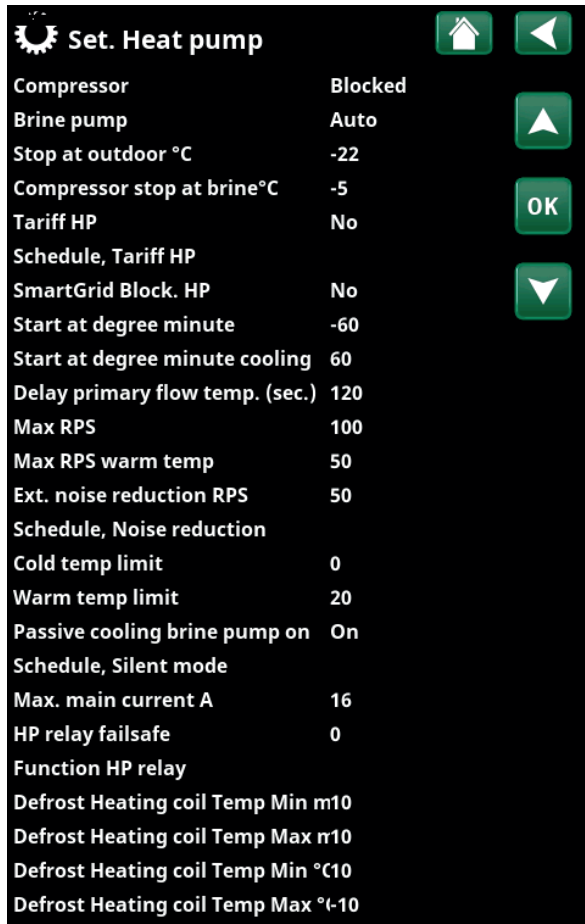 Set. Heat pump
Compressor Blocked
Brine pump Auto
Stop at outdoor °C -22
Compressor stop at brine°C -5
OK
Tariff HP No
Schedule, Tariff HP
SmartGrid Block. HP No
Start at degree minute -60
Start at degree minute cooling 60
Delay primary flow temp. (sec.) 120
Max RPS 100
Max RPS warm temp 50
Ext. noise reduction RPS 50
Schedule, Noise reduction
Cold temp limit 0
Warm temp limit 20
Passive cooling brine pump on On
Schedule, Silent mode
Max. main current A 16
HP relay failsafe 0
Function HP relay
Defrost Heating coil Temp Min m10
Defrost Heating coil Temp Max m10
Defrost Heating coil Temp Min °C10
Defrost Heating coil Temp Max °C-10